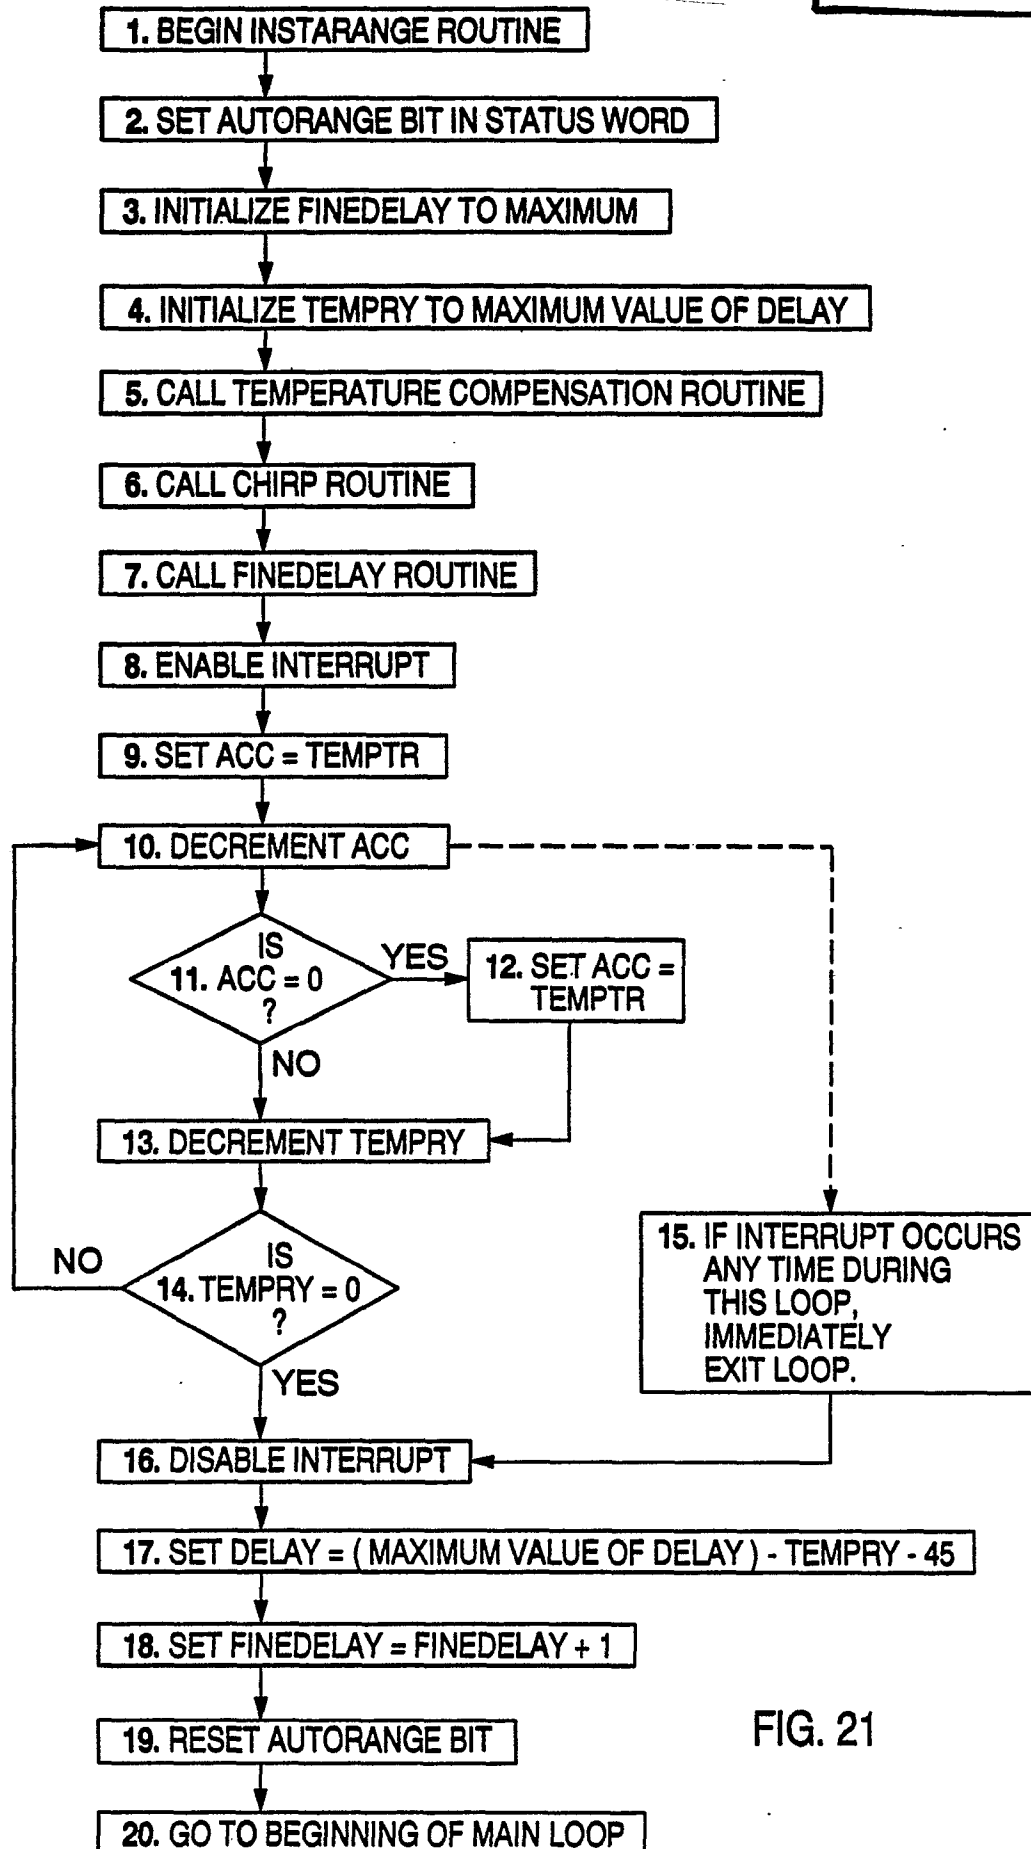 1. BEGIN INSTARANGE ROUTINE
2. SET AUTORANGE BIT IN STATUS WORD
3. INITIALIZE FINEDELAY TO MAXIMUM
4. INITIALIZE TEMPRY TO MAXIMUM VALUE OF DELAY
5. CALL TEMPERATURE COMPENSATION ROUTINE
6. CALL CHIRP ROUTINE
7. CALL FINEDELAY ROUTINE
8. ENABLE INTERRUPT
9. SET ACC = TEMPTR
10. DECREMENT ACC
IS
11. ACC = 0
?
YES
12. SET ACC =
TEMPTR
NO
13. DECREMENT TEMPRY
IS
14. TEMPRY = 0
?
NO
YES
15. IF INTERRUPT OCCURS
ANY TIME DURING
THIS LOOP,
IMMEDIATELY
EXIT LOOP.
16. DISABLE INTERRUPT
17. SET DELAY = ( MAXIMUM VALUE OF DELAY ) - TEMPRY - 45
18. SET FINEDELAY = FINEDELAY + 1
19. RESET AUTORANGE BIT
20. GO TO BEGINNING OF MAIN LOOP
FIG. 21